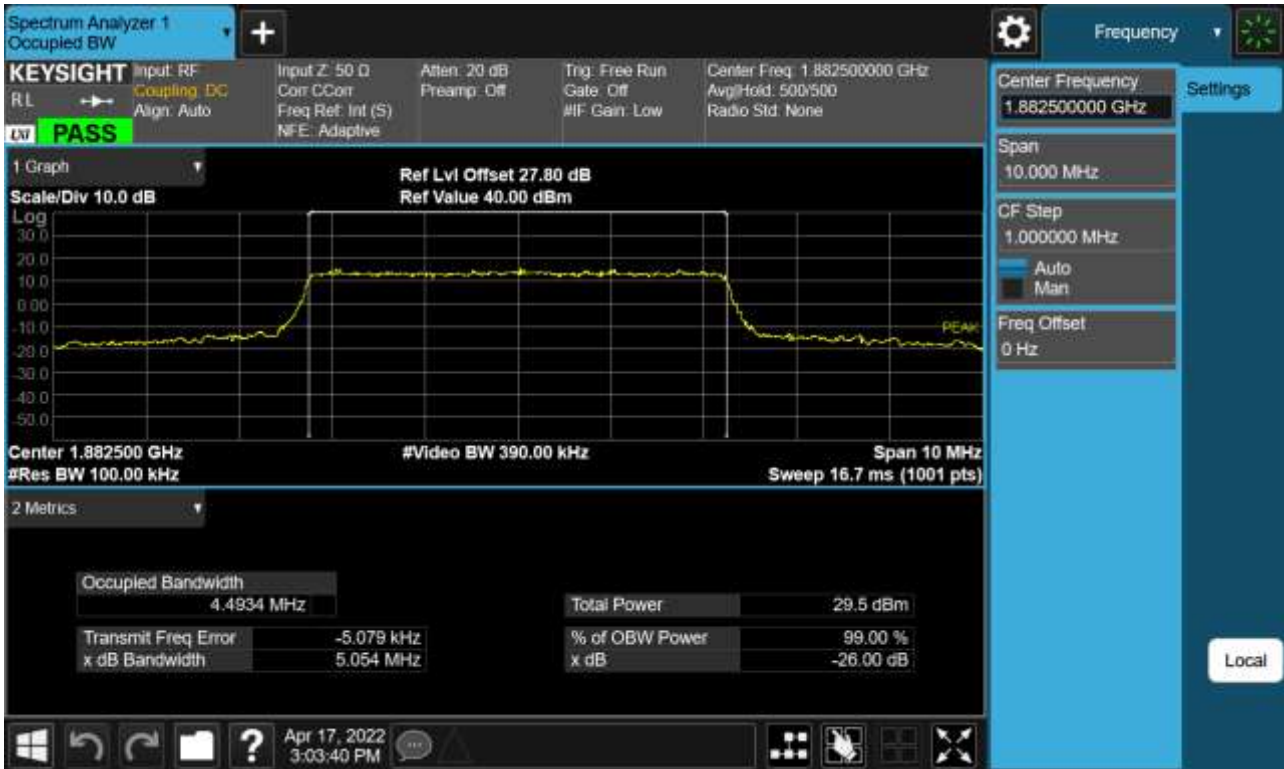 Spectrum Analyzer 1
Occupied BW
Frequency
KEYSIGHT
RL
LXI
PASS
Input: RF
Coupling: DC
Align: Auto
Input Z: 50 Ω
Corr CCorr
Freq Ref: Int (S)
NFE: Adaptive
Atten: 20 dB
Preamp: Off
Trig: Free Run
Gate: Off
#IF Gain: Low
Center Freq: 1.882500000 GHz
Avg|Hold: 500/500
Radio Std: None
Center Frequency
1.882500000 GHz
Settings
Span
10.000 MHz
CF Step
1.000000 MHz
Auto
Man
Freq Offset
0 Hz
Local
1 Graph
Scale/Div 10.0 dB
Ref Lvl Offset 27.80 dB
Ref Value 40.00 dBm
Log
30.0
20.0
10.0
0.00
-10.0
-20.0
-30.0
-40.0
-50.0
PEAK
Center 1.882500 GHz
#Video BW 390.00 kHz
Span 10 MHz
#Res BW 100.00 kHz
Sweep 16.7 ms (1001 pts)
2 Metrics
Occupied Bandwidth
4.4934 MHz
Total Power 29.5 dBm
Transmit Freq Error -5.079 kHz
% of OBW Power 99.00 %
x dB Bandwidth 5.054 MHz
x dB -26.00 dB
Apr 17, 2022
3:03:40 PM